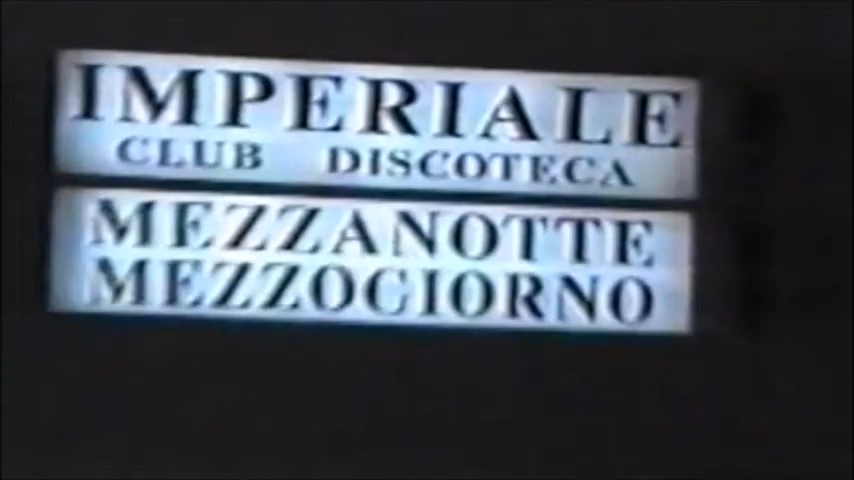 IMPERIALE
CLUB DISCOTECA
MEZZANOTTE
MEZZOGIORNO